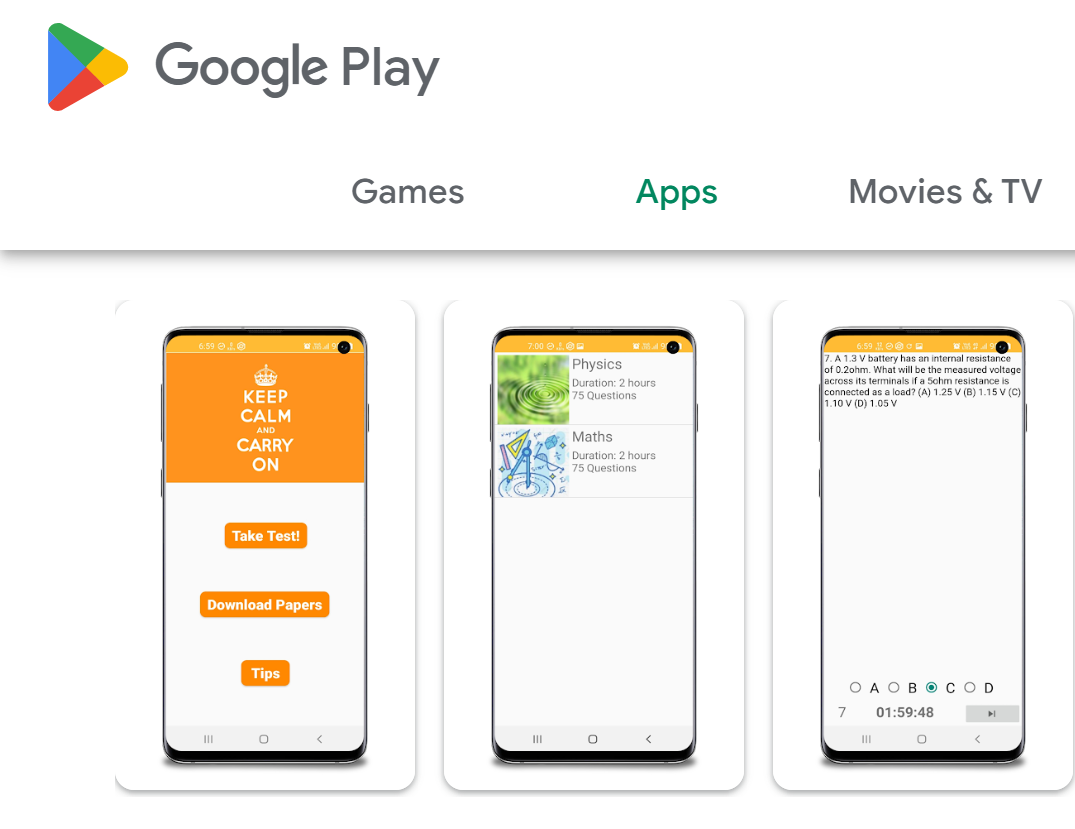 Google Play
Games
Apps
Movies & TV
6:59
KEEP
CALM
AND
CARRY
ON
Take Test!
Download Papers
Tips
7:00
Physics
Duration: 2 hours
75 Questions
Maths
Duration: 2 hours
75 Questions
6:59
7. A 1.3 V battery has an internal resistance
of 0.2ohm. What will be the measured voltage
across its terminals if a 5ohm resistance is
connected as a load? (A) 1.25 V (B) 1.15 V (C)
1.10 V (D) 1.05 V
A B C D
7 01:59:48